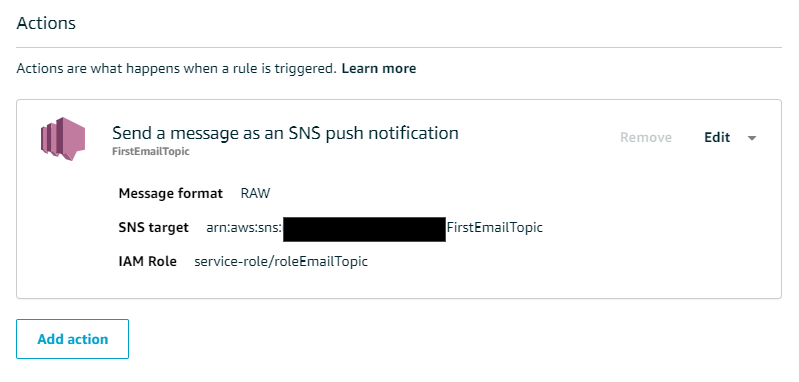 Actions
Actions are what happens when a rule is triggered. Learn more
Send a message as an SNS push notification
Remove Edit
FirstEmailTopic
Message format RAW
SNS target arn:aws:sns: FirstEmailTopic
IAM Role service-role/roleEmailTopic
Add action